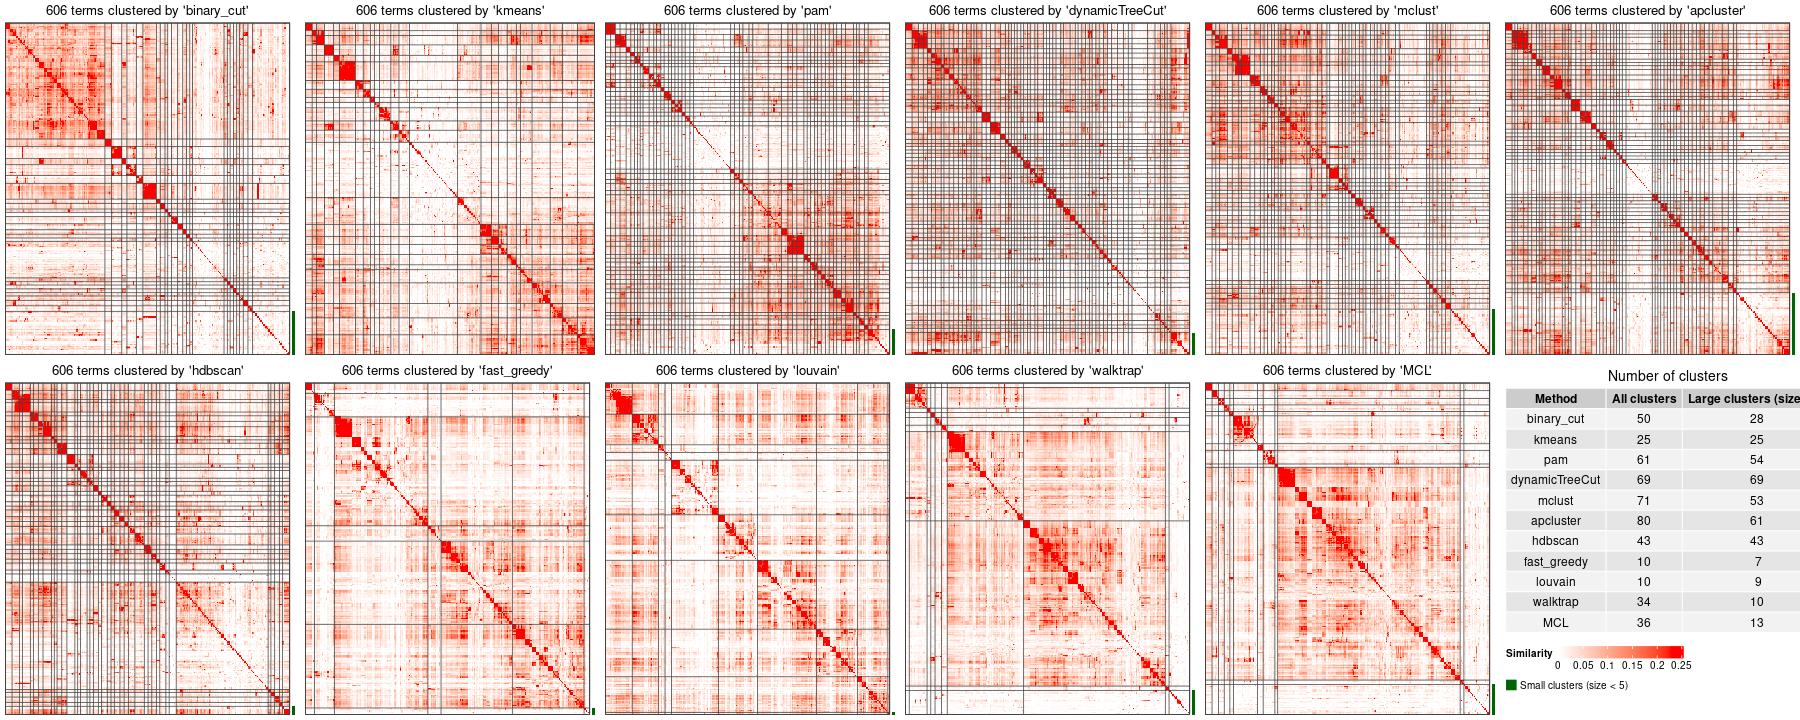 606 terms clustered by 'binary_cut'
606 terms clustered by 'kmeans'
606 terms clustered by 'pam'
606 terms clustered by 'dynamicTreeCut'
606 terms clustered by 'mclust'
606 terms clustered by 'apcluster'
606 terms clustered by 'hdbscan'
606 terms clustered by 'fast_greedy'
606 terms clustered by 'louvain'
606 terms clustered by 'walktrap'
606 terms clustered by 'MCL'
Number of clusters
Method All clusters Large clusters (size
binary_cut 50 28
kmeans 25 25
pam 61 54
dynamicTreeCut 69 69
mclust 71 53
apcluster 80 61
hdbscan 43 43
fast_greedy 10 7
louvain 10 9
walktrap 34 10
MCL 36 13
Similarity
0 0.05 0.1 0.15 0.2 0.25
Small clusters (size < 5)